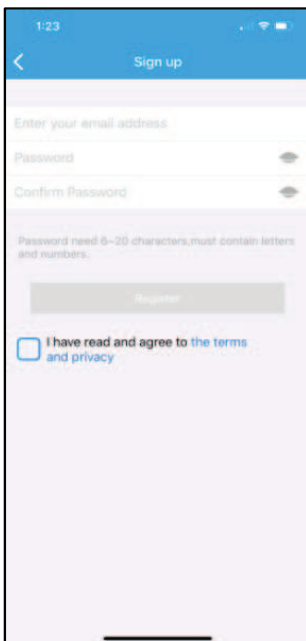 1:23
Sign up
Enter your email address
Password
Confirm Password
Password need 6~20 characters,must contain letters
and numbers.
Register
I have read and agree to the terms
and privacy